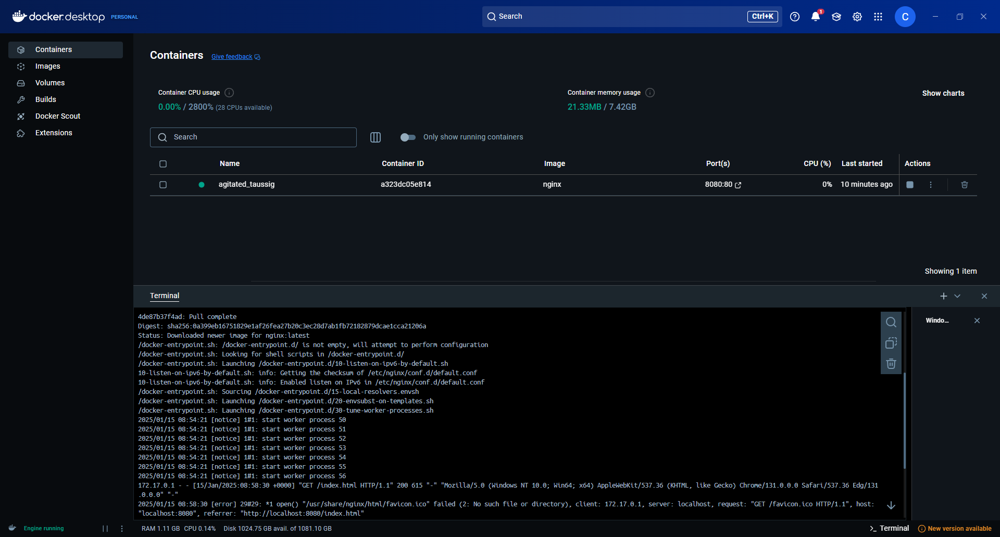 docker.desktop PERSONAL
Search Ctrl+K
1
C
Containers
Images
Volumes
Builds
Docker Scout
Extensions
Containers Give feedback
Container CPU usage
0.00% / 2800% (28 CPUs available)
Container memory usage
21.33MB / 7.42GB
Show charts
Search
Only show running containers
Name Container ID Image Port(s) CPU (%) Last started Actions
agitated_taussig a323dc05e814 nginx 8080:80 0% 10 minutes ago
Showing 1 item
Terminal
4de87b37f4ad: Pull complete
Digest: sha256:0a399eb16751829e1af26fea27b20c3ec28d7ab1fb72182879dcae1cca21206a
Status: Downloaded newer image for nginx:latest
/docker-entrypoint.sh: /docker-entrypoint.d/ is not empty, will attempt to perform configuration
/docker-entrypoint.sh: Looking for shell scripts in /docker-entrypoint.d/
/docker-entrypoint.sh: Launching /docker-entrypoint.d/10-listen-on-ipv6-by-default.sh
10-listen-on-ipv6-by-default.sh: info: Getting the checksum of /etc/nginx/conf.d/default.conf
10-listen-on-ipv6-by-default.sh: info: Enabled listen on IPv6 in /etc/nginx/conf.d/default.conf
/docker-entrypoint.sh: Sourcing /docker-entrypoint.d/15-local-resolvers.envsh
/docker-entrypoint.sh: Launching /docker-entrypoint.d/20-envsubst-on-templates.sh
/docker-entrypoint.sh: Launching /docker-entrypoint.d/30-tune-worker-processes.sh
2025/01/15 08:54:21 [notice] 1#1: start worker process 50
2025/01/15 08:54:21 [notice] 1#1: start worker process 51
2025/01/15 08:54:21 [notice] 1#1: start worker process 52
2025/01/15 08:54:21 [notice] 1#1: start worker process 53
2025/01/15 08:54:21 [notice] 1#1: start worker process 54
2025/01/15 08:54:21 [notice] 1#1: start worker process 55
2025/01/15 08:54:21 [notice] 1#1: start worker process 56
172.17.0.1 - - [15/Jan/2025:08:58:30 +0000] "GET /index.html HTTP/1.1" 200 615 "-" "Mozilla/5.0 (Windows NT 10.0; Win64; x64) AppleWebKit/537.36 (KHTML, like Gecko) Chrome/131.0.0.0 Safari/537.36 Edg/131
.0.0.0" "-"
2025/01/15 08:58:30 [error] 29#29: *1 open() "/usr/share/nginx/html/favicon.ico" failed (2: No such file or directory), client: 172.17.0.1, server: localhost, request: "GET /favicon.ico HTTP/1.1", host:
"localhost:8080", referrer: "http://localhost:8080/index.html"
Windo...
Engine running
RAM 1.11 GB CPU 0.14% Disk 1024.75 GB avail. of 1081.10 GB
Terminal
New version available